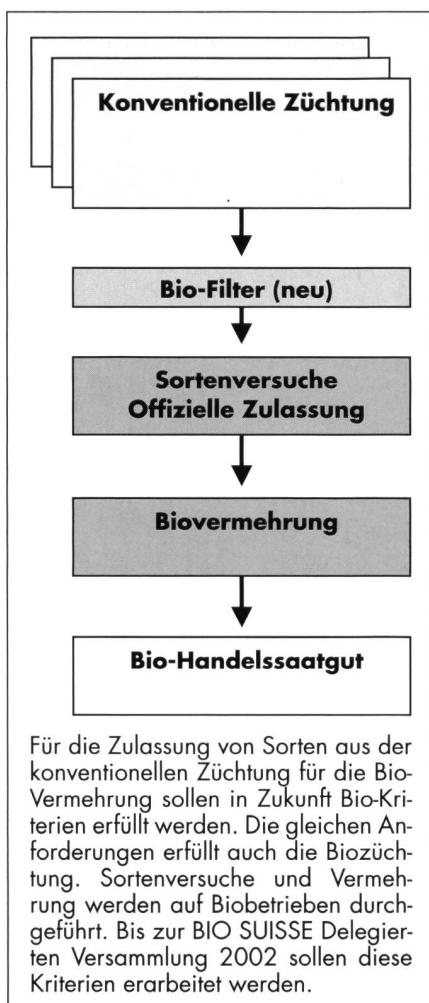 Konventionelle Züchtung
Bio-Filter (neu)
Sortenversuche
Offizielle Zulassung
Biovermehrung
Bio-Handelssaatgut
Für die Zulassung von Sorten aus der
konventionellen Züchtung für die Bio-
Vermehrung sollen in Zukunft Bio-Kri-
terien erfüllt werden. Die gleichen An-
forderungen erfüllt auch die Biozüch-
tung. Sortenversuche und Vermeh-
rung werden auf Biobetrieben durch-
geführt. Bis zur BIO SUISSE Delegier-
ten Versammlung 2002 sollen diese
Kriterien erarbeitet werden.